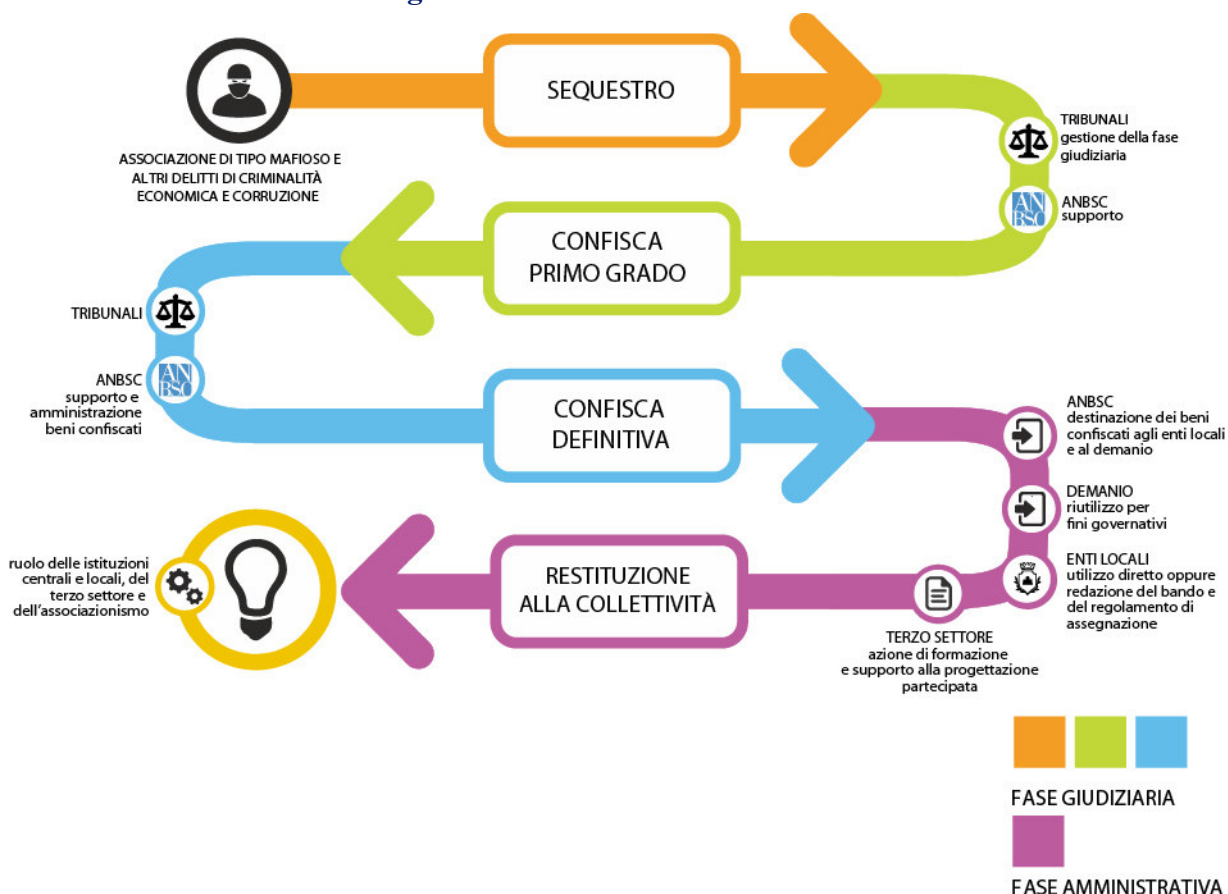 SEQUESTRO
ASSOCIAZIONE DI TIPO MAFIOSO E
ALTRI DELITTI DI CRIMINALITÀ
ECONOMICA E CORRUZIONE
TRIBUNALI
gestione della fase
giudiziaria
AN
BSC
ANBSC
supporto
CONFISCA
PRIMO GRADO
TRIBUNALI
AN
BSC
ANBSC
supporto e
amministrazione
beni confiscati
CONFISCA
DEFINITIVA
ANBSC
destinazione dei beni
confiscati agli enti locali
e al demanio
DEMANIO
riutilizzo per
fini governativi
ENTI LOCALI
utilizzo diretto oppure
redazione del bando e
del regolamento di
assegnazione
TERZO SETTORE
azione di formazione
e supporto alla progettazione
partecipata
RESTITUZIONE
ALLA COLLETTIVITÀ
ruolo delle istituzioni
centrali e locali, del
terzo settore e
dell'associazionismo
FASE GIUDIZIARIA
FASE AMMINISTRATIVA